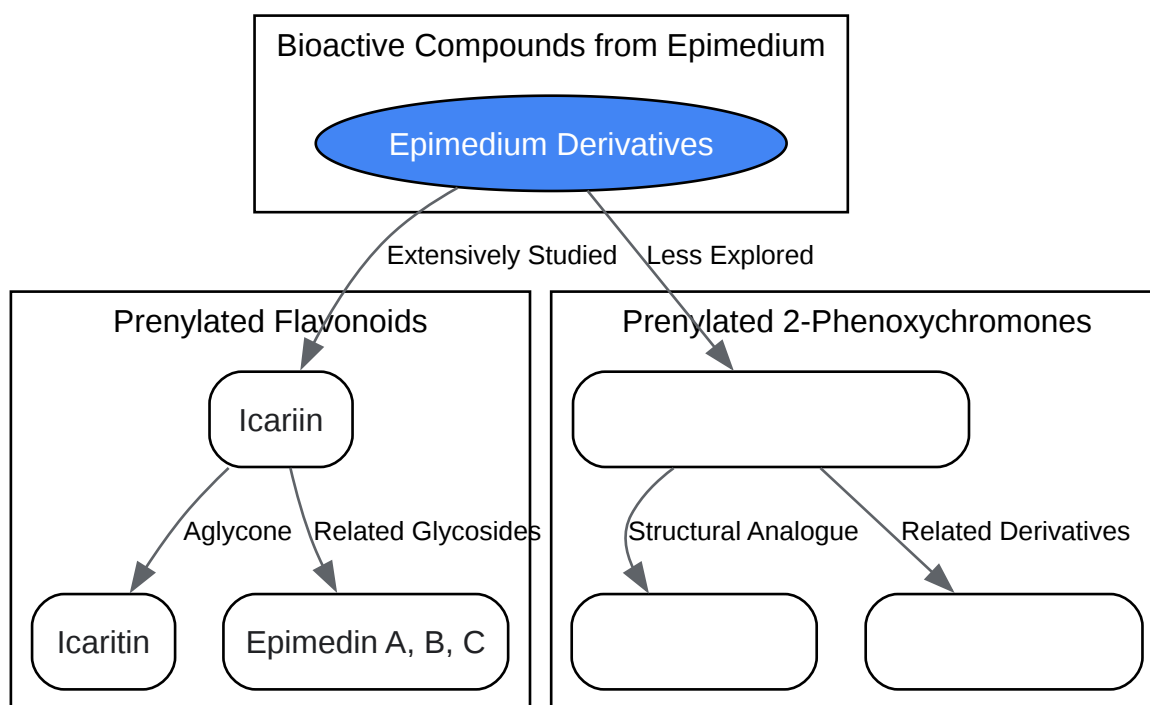 Bioactive Compounds from Epimedium
Epimedium Derivatives
Extensively Studied
Less Explored
Prenylated Flavonoids
Prenylated 2-Phenoxychromones
Icariin
Aglycone
Related Glycosides
Structural Analogue
Related Derivatives
Icaritin
Epimedin A, B, C